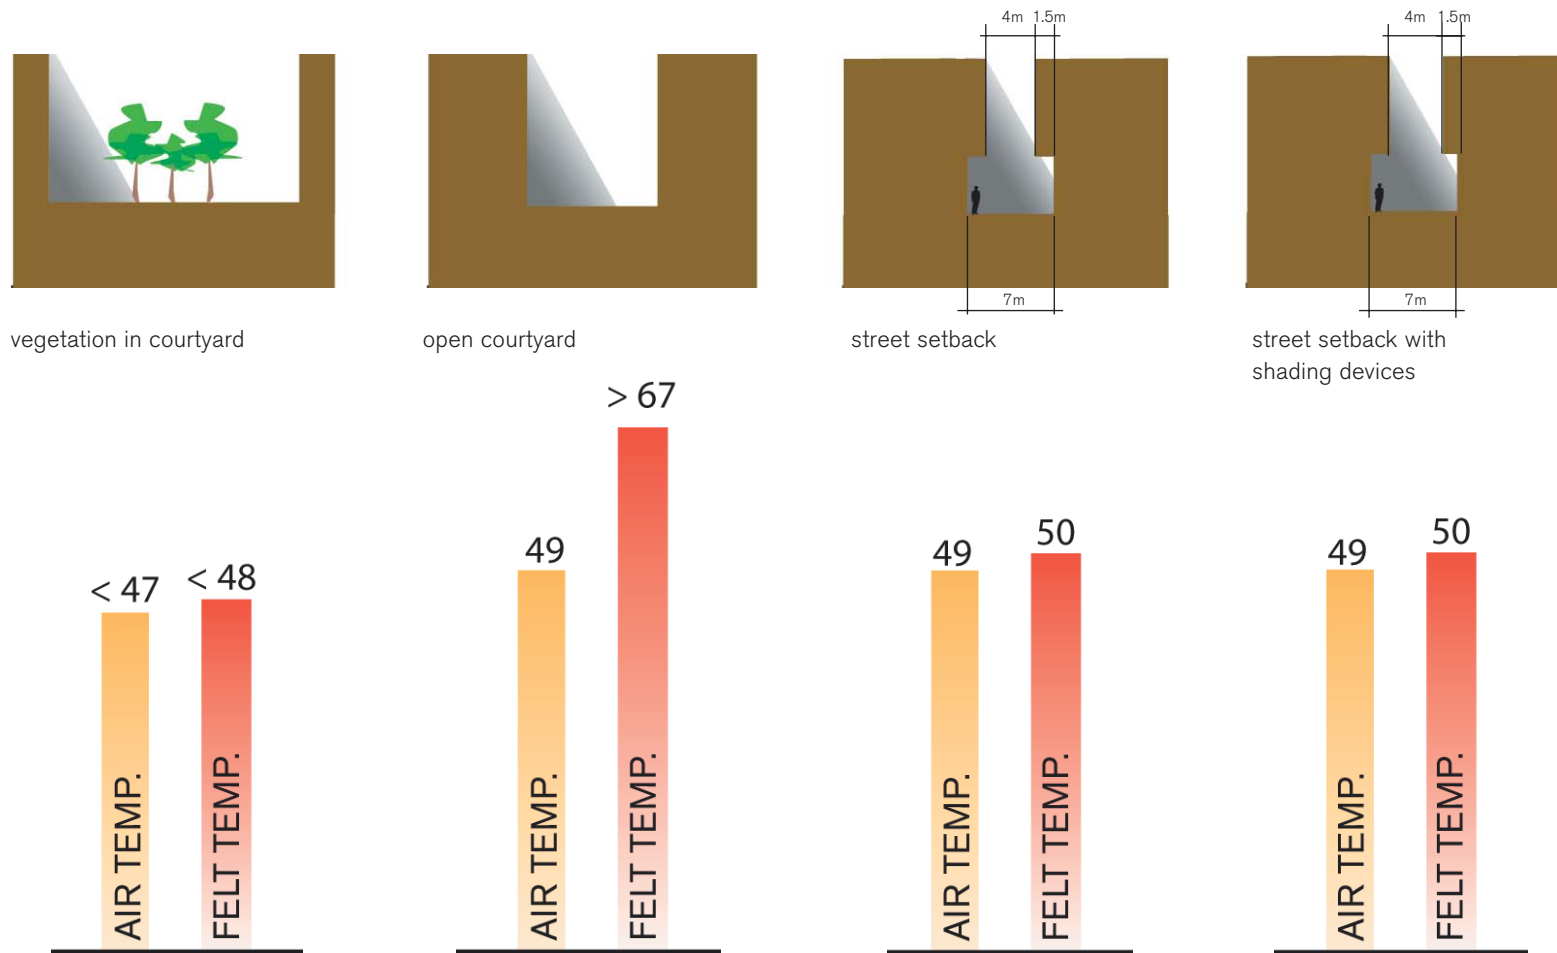 4m 1.5m
4m 1.5m
7m
7m
vegetation in courtyard
open courtyard
street setback
street setback with
shading devices
< 47
< 48
49
> 67
49
50
49
50
AIR TEMP.
FELT TEMP.
AIR TEMP.
FELT TEMP.
AIR TEMP.
FELT TEMP.
AIR TEMP.
FELT TEMP.